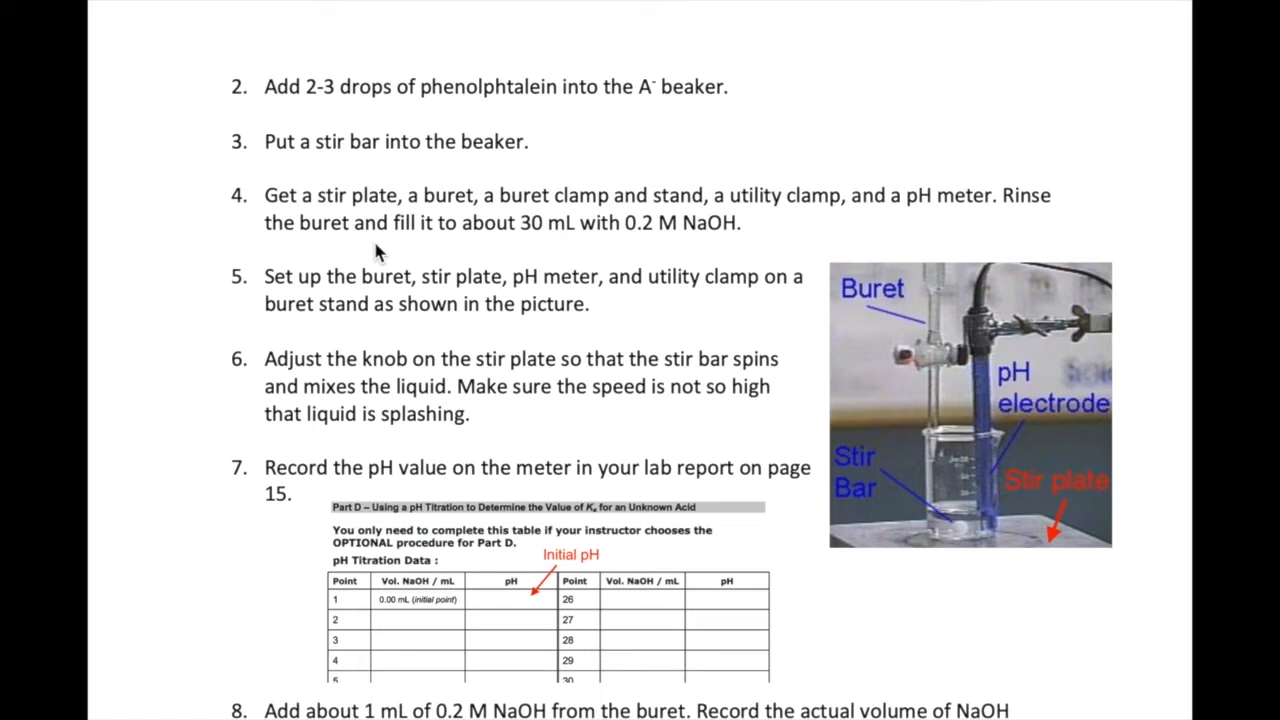 2. Add 2-3 drops of phenolphtalein into the A⁻ beaker.
3. Put a stir bar into the beaker.
4. Get a stir plate, a buret, a buret clamp and stand, a utility clamp, and a pH meter. Rinse
the buret and fill it to about 30 mL with 0.2 M NaOH.
5. Set up the buret, stir plate, pH meter, and utility clamp on a
buret stand as shown in the picture.
6. Adjust the knob on the stir plate so that the stir bar spins
and mixes the liquid. Make sure the speed is not so high
that liquid is splashing.
7. Record the pH value on the meter in your lab report on page
15.
Buret
pH
electrode
Stir
Bar
Stir plate
Part D – Using a pH Titration to Determine the Value of Kₐ for an Unknown Acid
You only need to complete this table if your instructor chooses the
OPTIONAL procedure for Part D.
Initial pH
pH Titration Data :
Point Vol. NaOH / mL pH Point Vol. NaOH / mL pH
1 0.00 mL (initial point) 26
2 27
3 28
4 29
5 30
8. Add about 1 mL of 0.2 M NaOH from the buret. Record the actual volume of NaOH